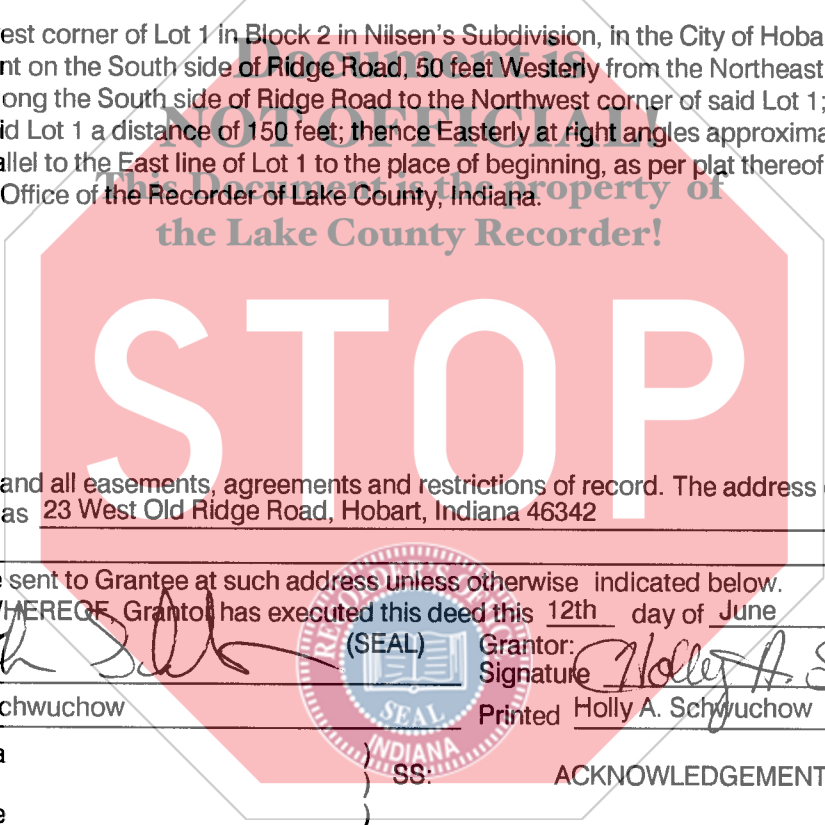 est corner of Lot 1 in Block 2 in Nilsen's Subdivision, in the City of Hoba
nt on the South side of Ridge Road, 50 feet Westerly from the Northeast
ong the South side of Ridge Road to the Northwest corner of said Lot 1;
id Lot 1 a distance of 150 feet; thence Easterly at right angles approxima
allel to the East line of Lot 1 to the place of beginning, as per plat thereof
Office of the Recorder of Lake County, Indiana.
Document is
NOT OFFICIAL!
This Document is the property of
the Lake County Recorder!
STOP
and all easements, agreements and restrictions of record. The address
as 23 West Old Ridge Road, Hobart, Indiana 46342
e sent to Grantee at such address unless otherwise indicated below.
WHEREOF, Grantor has executed this deed this 12th day of June
(SEAL) Grantor:
Signature Holly A. S
chwuchow Printed Holly A. Schwuchow
RECORDER'S
SEAL
INDIANA
a ) SS: ACKNOWLEDGEMENT
)
e )